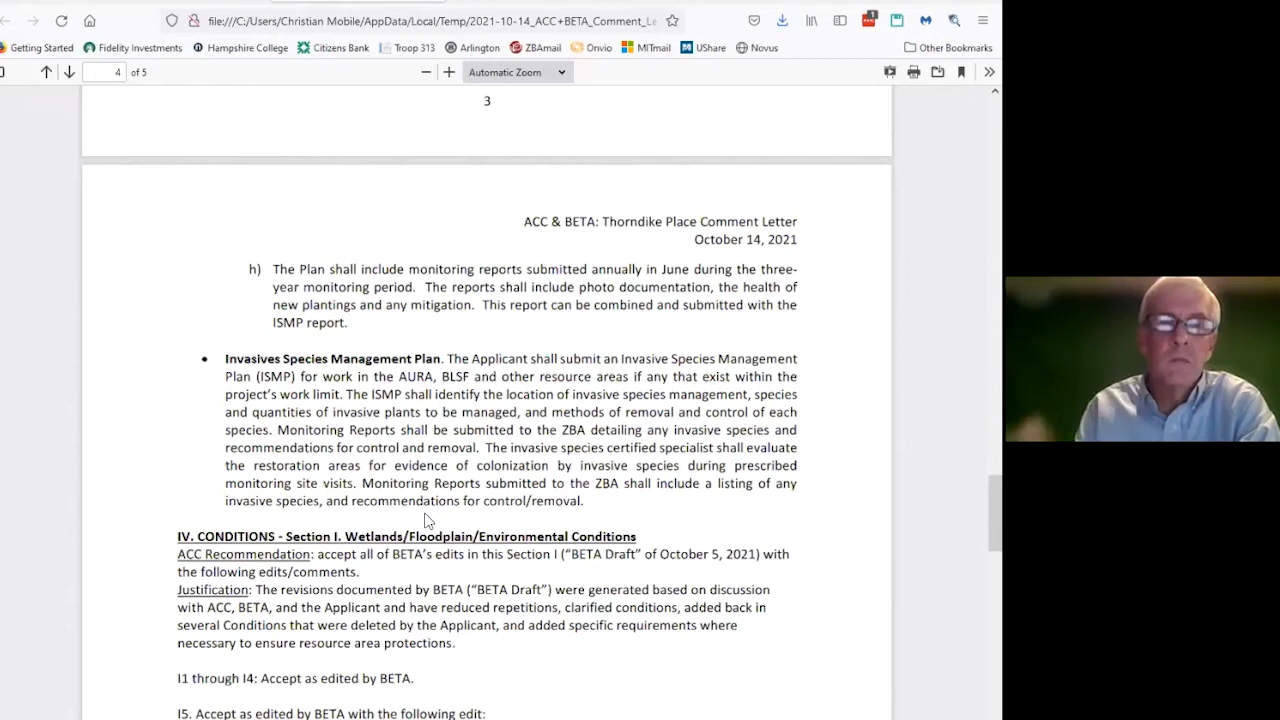 file:///C:/Users/Christian Mobile/AppData/Local/Temp/2021-10-14_ACC+BETA_Comment_Le
1
Getting Started Fidelity Investments Hampshire College Citizens Bank Troop 313 Arlington ZBAmail Onvio MITmail UShare Novus Other Bookmarks
4 of 5 Automatic Zoom
3
ACC & BETA: Thorndike Place Comment Letter
October 14, 2021
h) The Plan shall include monitoring reports submitted annually in June during the three-
year monitoring period. The reports shall include photo documentation, the health of
new plantings and any mitigation. This report can be combined and submitted with the
ISMP report.
• Invasives Species Management Plan. The Applicant shall submit an Invasive Species Management
Plan (ISMP) for work in the AURA, BLSF and other resource areas if any that exist within the
project's work limit. The ISMP shall identify the location of invasive species management, species
and quantities of invasive plants to be managed, and methods of removal and control of each
species. Monitoring Reports shall be submitted to the ZBA detailing any invasive species and
recommendations for control and removal. The invasive species certified specialist shall evaluate
the restoration areas for evidence of colonization by invasive species during prescribed
monitoring site visits. Monitoring Reports submitted to the ZBA shall include a listing of any
invasive species, and recommendations for control/removal.
IV. CONDITIONS - Section I. Wetlands/Floodplain/Environmental Conditions
ACC Recommendation: accept all of BETA's edits in this Section I ("BETA Draft" of October 5, 2021) with
the following edits/comments.
Justification: The revisions documented by BETA ("BETA Draft") were generated based on discussion
with ACC, BETA, and the Applicant and have reduced repetitions, clarified conditions, added back in
several Conditions that were deleted by the Applicant, and added specific requirements where
necessary to ensure resource area protections.
I1 through I4: Accept as edited by BETA.
I5. Accept as edited by BETA with the following edit: